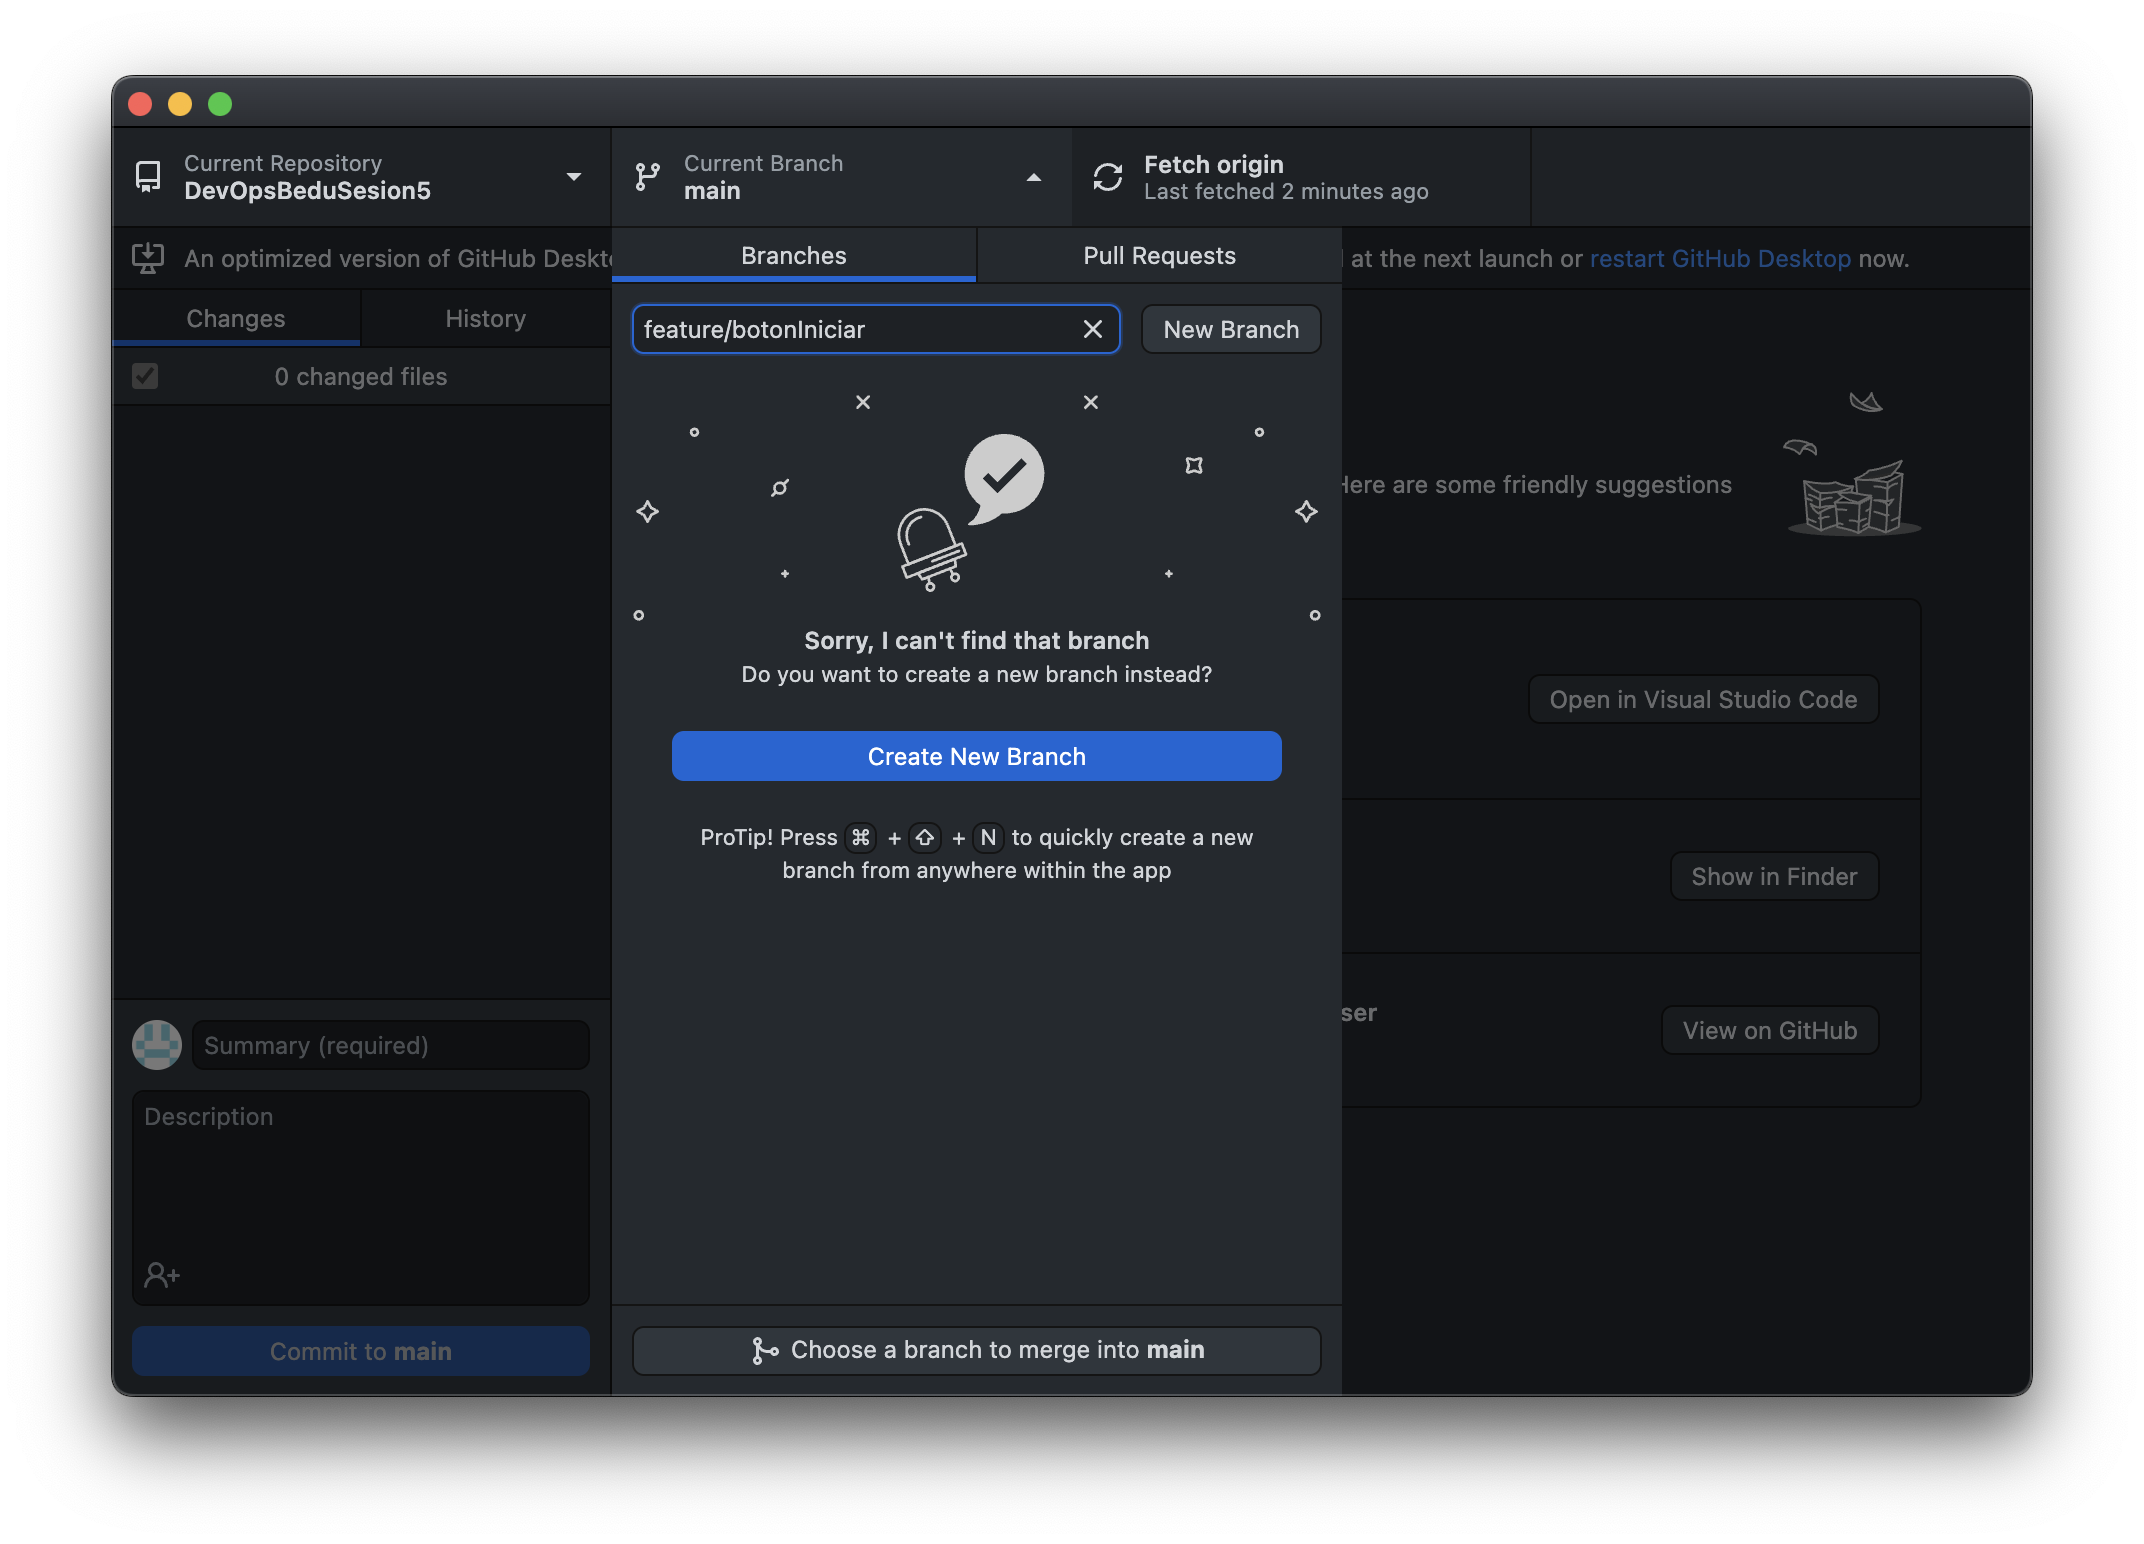 Current Repository
DevOpsBeduSesion5
Current Branch
main
Fetch origin
Last fetched 2 minutes ago
An optimized version of GitHub
at the next launch or restart GitHub Desktop now.
Branches
Pull Requests
Changes
History
feature/botonIniciar
New Branch
0 changed files
Here are some friendly suggestions
Sorry, I can't find that branch
Do you want to create a new branch instead?
Open in Visual Studio Code
Create New Branch
ProTip! Press ⌘ + ⇧ + N to quickly create a new
branch from anywhere within the app
Show in Finder
View on GitHub
Summary (required)
Description
Commit to main
Choose a branch to merge into main